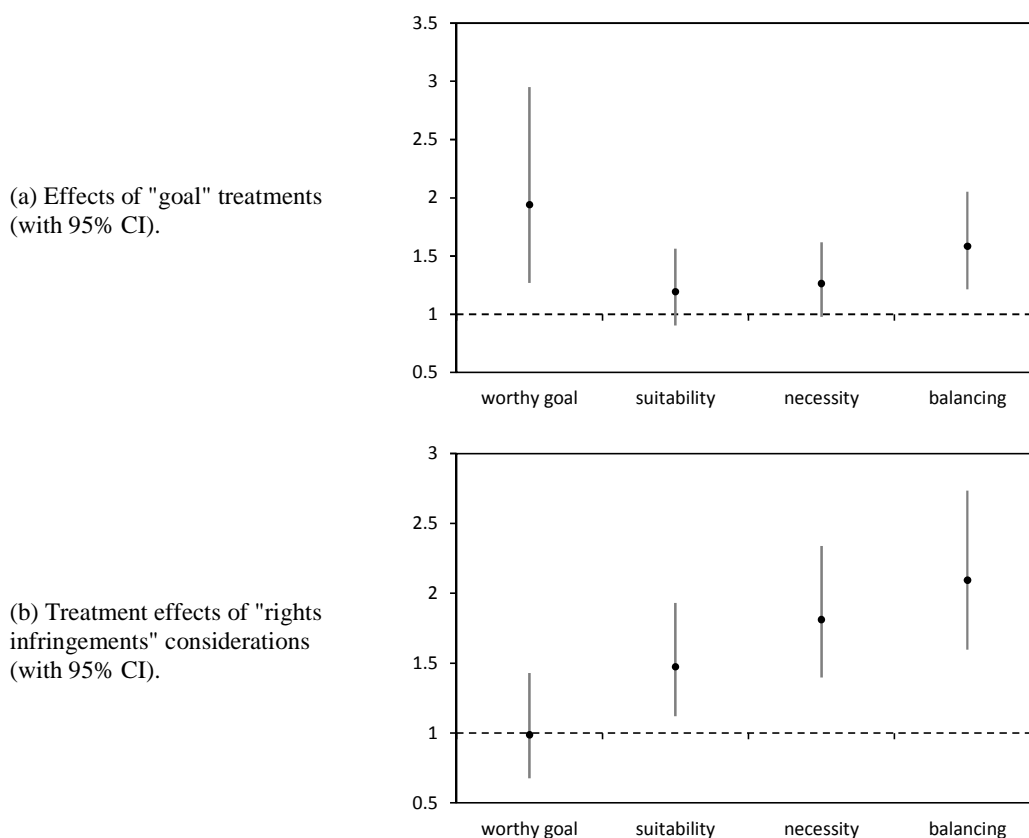 3.5
3
2.5
2
1.5
1
0.5
(a) Effects of "goal" treatments
(with 95% CI).
worthy goal suitability necessity balancing
3
2.5
2
1.5
1
0.5
(b) Treatment effects of "rights
infringements" considerations
(with 95% CI).
worthy goal suitability necessity balancing